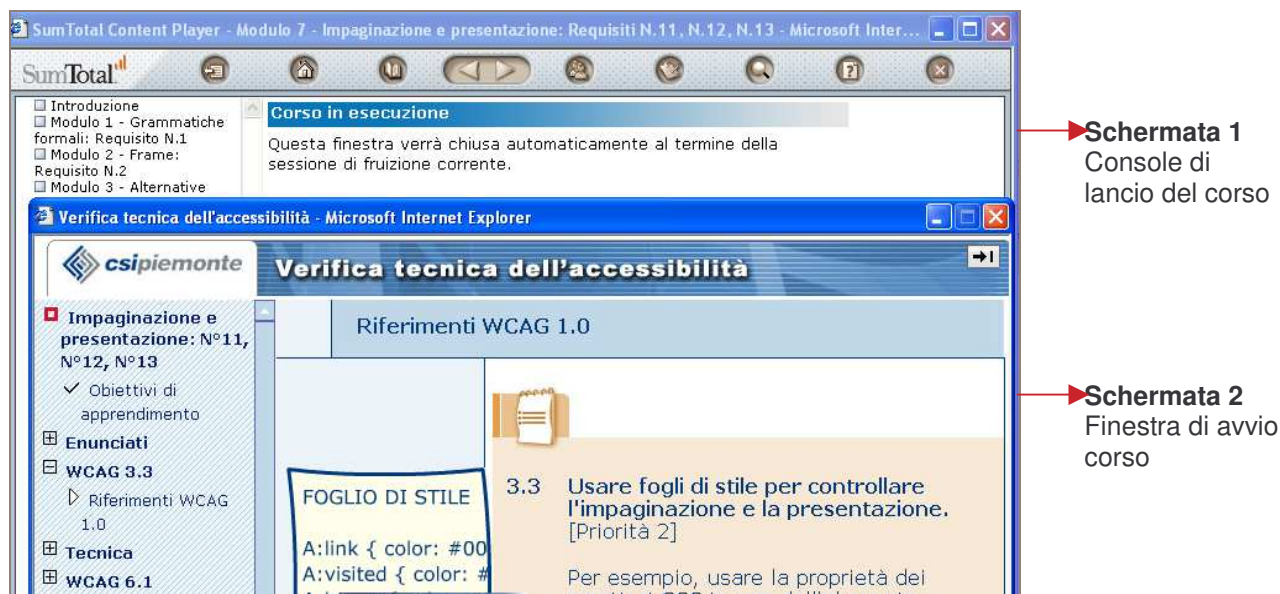 SumTotal Content Player - Modulo 7 - Impaginazione e presentazione: Requisiti N.11, N.12, N.13 - Microsoft Inter...
SumTotal
Introduzione
Modulo 1 - Grammatiche
formali: Requisito N.1
Modulo 2 - Frame:
Requisito N.2
Modulo 3 - Alternative
Corso in esecuzione
Questa finestra verrà chiusa automaticamente al termine della
sessione di fruizione corrente.
Verifica tecnica dell'accessibilità - Microsoft Internet Explorer
csipiemonte
Verifica tecnica dell'accessibilità
Impaginazione e
presentazione: N°11,
N°12, N°13
Obiettivi di
apprendimento
Enunciati
WCAG 3.3
Riferimenti WCAG
1.0
Tecnica
WCAG 6.1
Riferimenti WCAG 1.0
FOGLIO DI STILE
A:link { color: #00
A:visited { color: #
3.3 Usare fogli di stile per controllare
l'impaginazione e la presentazione.
[Priorità 2]
Per esempio, usare la proprietà dei
Schermata 1
Console di
lancio del corso
Schermata 2
Finestra di avvio
corso